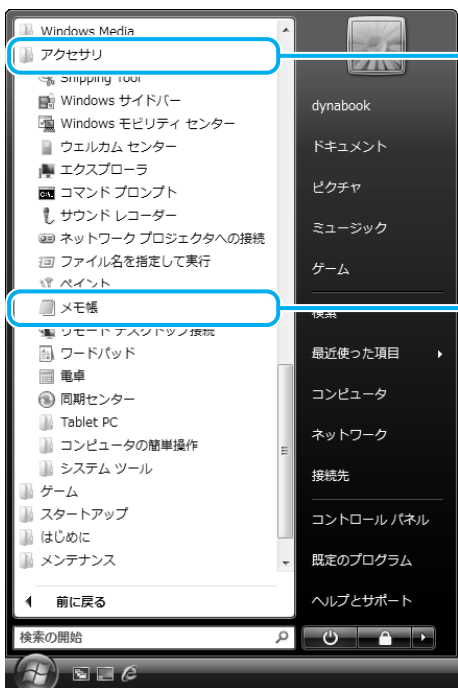 Windows Media
アクセサリ
Snipping Tool
Windows サイドバー
Windows モビリティ センター
ウェルカム センター
エクスプローラ
コマンド プロンプト
サウンド レコーダー
ネットワーク プロジェクタへの接続
ファイル名を指定して実行
ペイント
メモ帳
リモート デスクトップ接続
ワードパッド
電卓
同期センター
Tablet PC
コンピュータの簡単操作
システム ツール
ゲーム
スタートアップ
はじめに
メンテナンス
前に戻る
検索の開始
dynabook
ドキュメント
ピクチャ
ミュージック
ゲーム
検索
最近使った項目
コンピュータ
ネットワーク
接続先
コントロール パネル
既定のプログラム
ヘルプとサポート